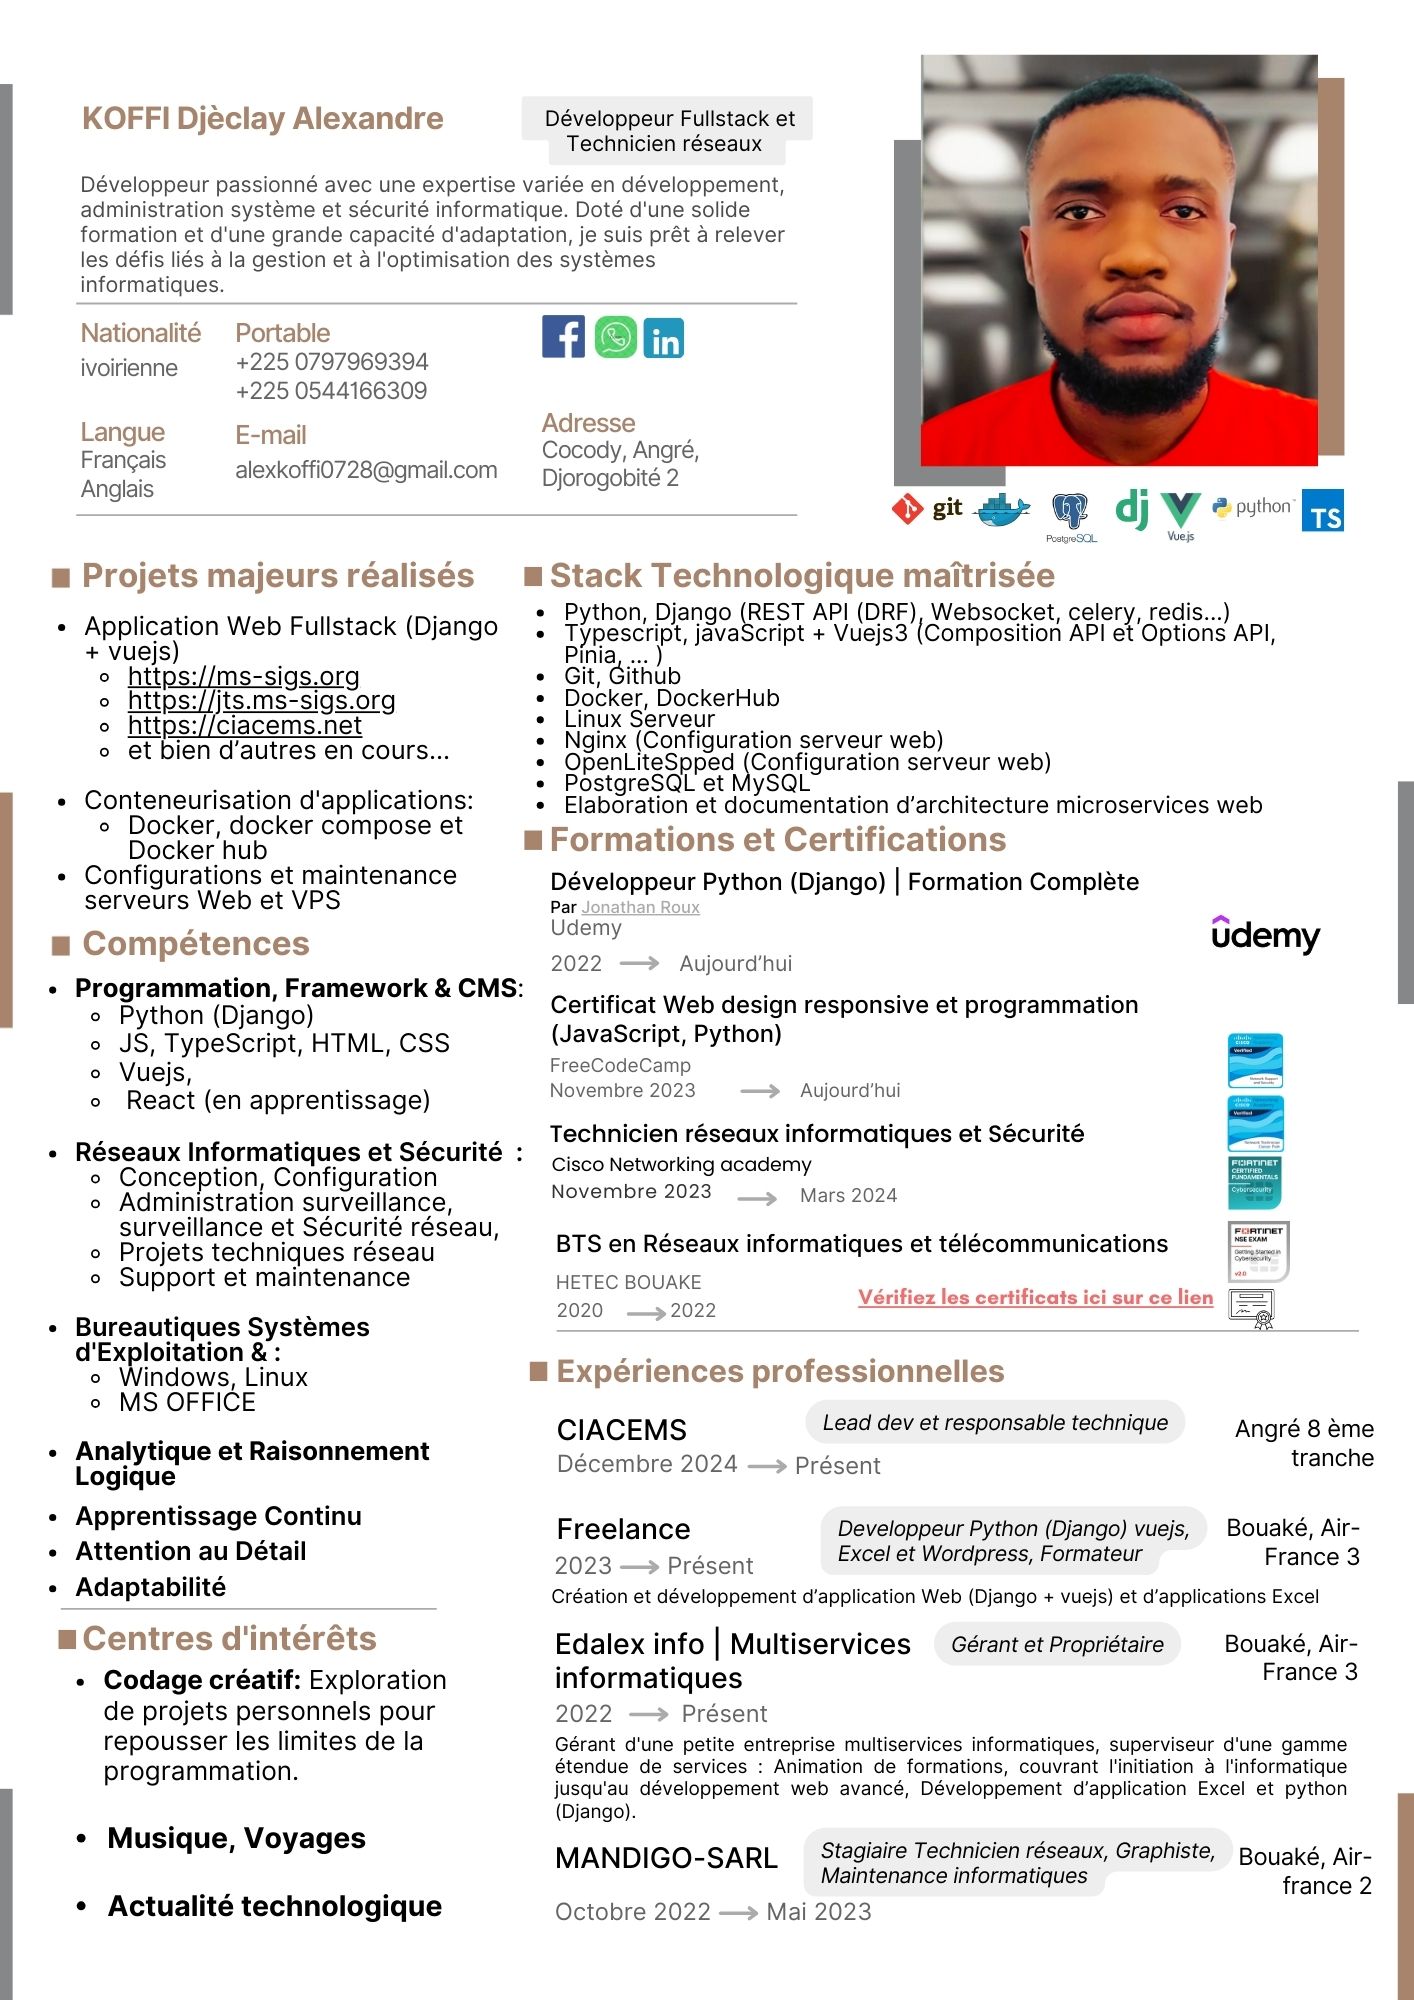 KOFFI Djèclay Alexandre
Développeur Fullstack et
Technicien réseaux
Développeur passionné avec une expertise variée en développement,
administration système et sécurité informatique. Doté d'une solide
formation et d'une grande capacité d'adaptation, je suis prêt à relever
les défis liés à la gestion et à l'optimisation des systèmes
informatiques.
Nationalité
ivoirienne
Portable
+225 0797969394
+225 0544166309
in
Langue
Français
Anglais
E-mail
alexkoffi0728@gmail.com
Adresse
Cocody, Angré,
Djorogobité 2
git
PostgreSQL
dj
Vue.js
python
TS
Projets majeurs réalisés
Application Web Fullstack (Django
+ vuejs)
https://ms-sigs.org
https://jts.ms-sigs.org
https://ciacems.net
et bien d’autres en cours...
Conteneurisation d'applications:
Docker, docker compose et
Docker hub
Configurations et maintenance
serveurs Web et VPS
Compétences
Programmation, Framework & CMS:
Python (Django)
JS, TypeScript, HTML, CSS
Vuejs,
React (en apprentissage)
Réseaux Informatiques et Sécurité :
Conception, Configuration
Administration surveillance,
surveillance et Sécurité réseau,
Projets techniques réseau
Support et maintenance
Bureautiques Systèmes
d'Exploitation & :
Windows, Linux
MS OFFICE
Analytique et Raisonnement
Logique
Apprentissage Continu
Attention au Détail
Adaptabilité
Centres d'intérêts
Codage créatif: Exploration
de projets personnels pour
repousser les limites de la
programmation.
Musique, Voyages
Actualité technologique
Stack Technologique maîtrisée
Python, Django (REST API (DRF), Websocket, celery, redis...)
Typescript, javaScript + Vuejs3 (Composition API et Options API,
Pinia, ... )
Git, Github
Docker, DockerHub
Linux Serveur
Nginx (Configuration serveur web)
OpenLiteSpped (Configuration serveur web)
PostgreSQL et MySQL
Elaboration et documentation d’architecture microservices web
Formations et Certifications
Développeur Python (Django) | Formation Complète
Par Jonathan Roux
Udemy
2022 Aujourd’hui
udemy
Certificat Web design responsive et programmation
(JavaScript, Python)
FreeCodeCamp
Novembre 2023 Aujourd’hui
Verified
Verified
Technicien réseaux informatiques et Sécurité
Cisco Networking academy
Novembre 2023 Mars 2024
FORTINET
CERTIFIED
FUNDAMENTALS
Cybersecurity
BTS en Réseaux informatiques et télécommunications
HETEC BOUAKE
2020 2022
FORTINET
NSE EXAM
Getting Started in
Cybersecurity
v2.0
Vérifiez les certificats ici sur ce lien
Expériences professionnelles
CIACEMS
Lead dev et responsable technique
Angré 8 ème
tranche
Décembre 2024 Présent
Freelance
Developpeur Python (Django) vuejs,
Excel et Wordpress, Formateur
Bouaké, Air-
France 3
2023 Présent
Création et développement d’application Web (Django + vuejs) et d’applications Excel
Edalex info | Multiservices
informatiques
Gérant et Propriétaire
Bouaké, Air-
France 3
2022 Présent
Gérant d'une petite entreprise multiservices informatiques, superviseur d'une gamme
étendue de services : Animation de formations, couvrant l'initiation à l'informatique
jusqu'au développement web avancé, Développement d’application Excel et python
(Django).
MANDIGO-SARL
Stagiaire Technicien réseaux, Graphiste,
Maintenance informatiques
Bouaké, Air-
france 2
Octobre 2022 Mai 2023